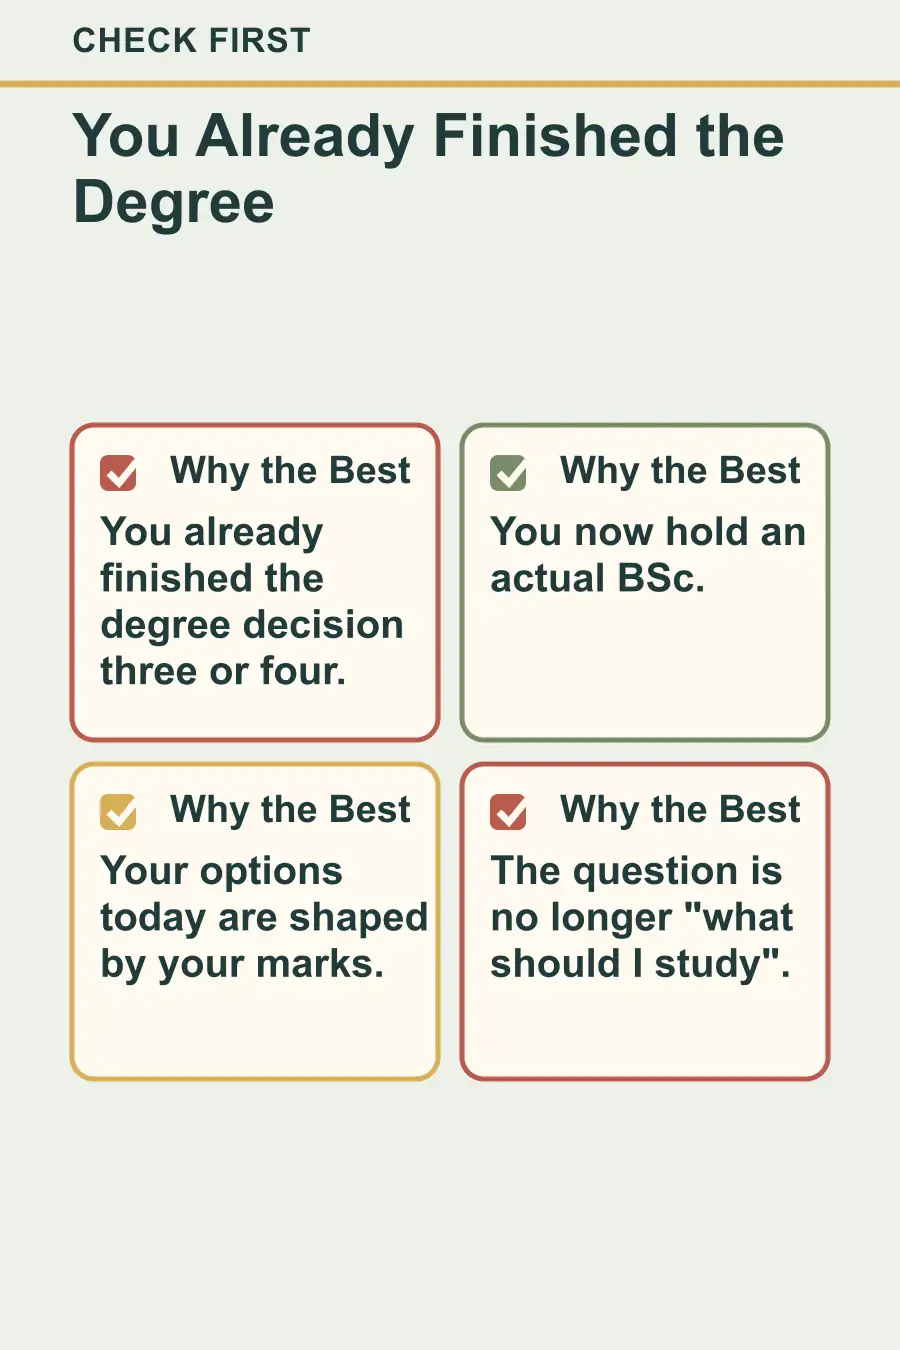 CHECK FIRST
You Already Finished the
Degree
Why the Best
You already
finished the
degree decision
three or four.
Why the Best
You now hold an
actual BSc.
Why the Best
Your options
today are shaped
by your marks.
Why the Best
The question is
no longer "what
should I study".